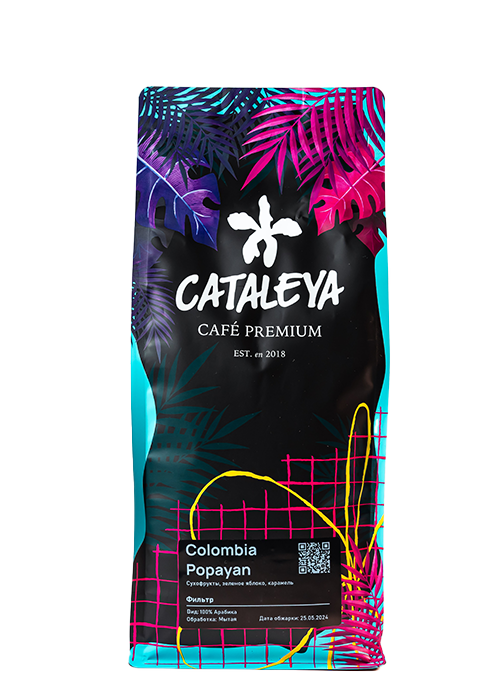 CATALEYA
CAFÉ PREMIUM
EST. en 2018
Colombia
Popayan
Сухофрукты, зеленое яблоко, карамель
Фильтр
Вид: 100% Арабика
Обработка: Мытая
Дата обжарки: 25.05.2024